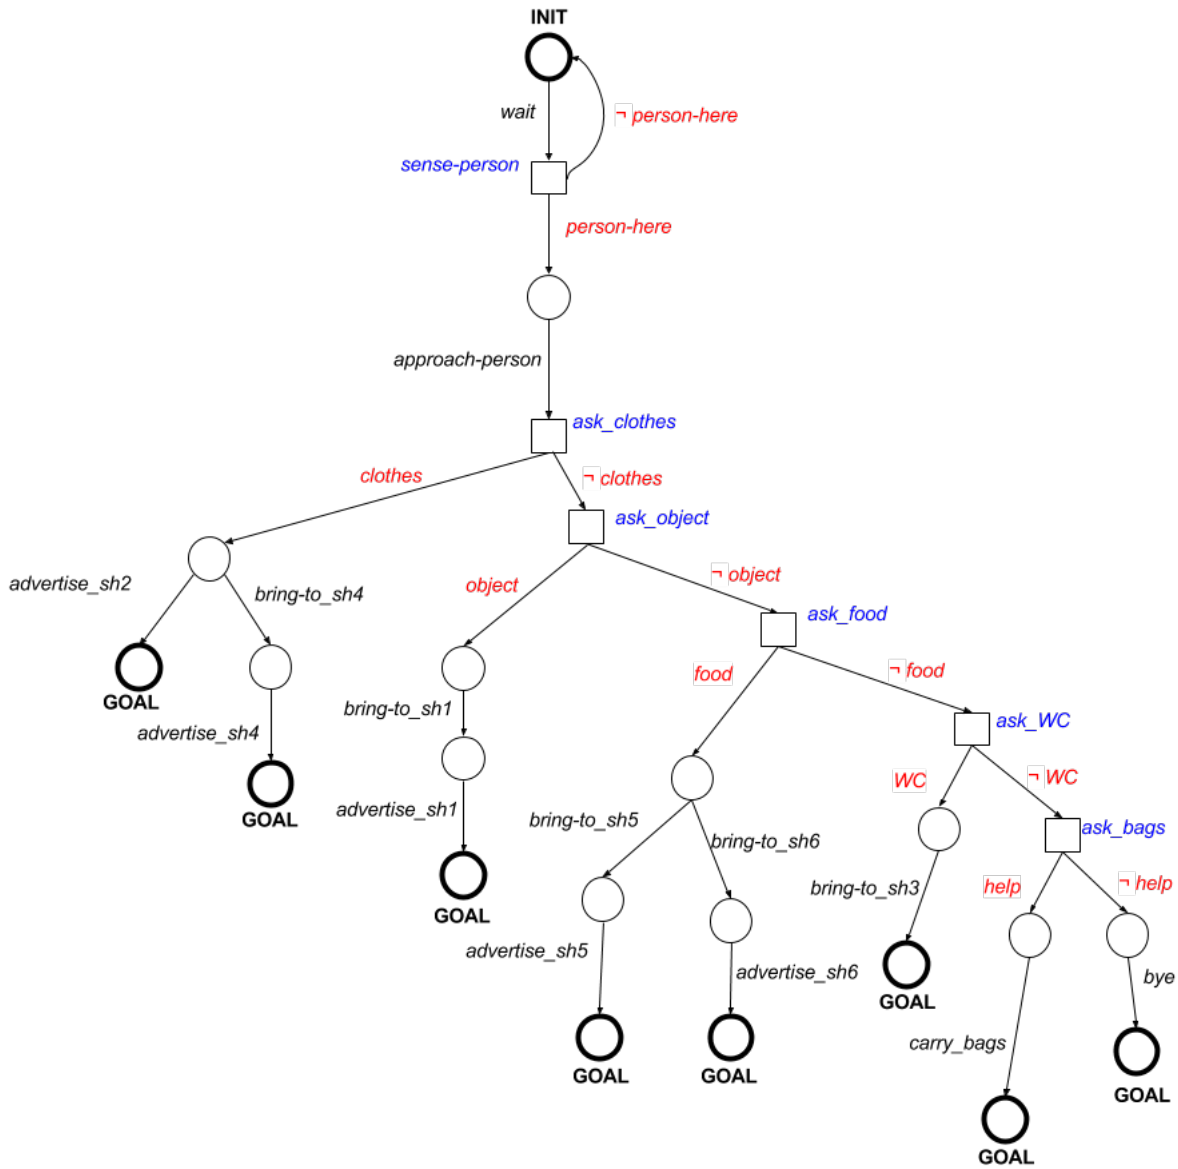 INIT
wait
¬ person-here
sense-person
person-here
approach-person
ask_clothes
clothes
¬ clothes
ask_object
advertise_sh2
bring-to_sh4
object
¬ object
ask_food
GOAL
advertise_sh4
bring-to_sh1
food
¬ food
ask_WC
GOAL
advertise_sh1
bring-to_sh5
bring-to_sh6
WC
¬ WC
ask_bags
GOAL
bring-to_sh3
help
¬ help
advertise_sh5
advertise_sh6
GOAL
bye
carry_bags
GOAL
GOAL
GOAL
GOAL